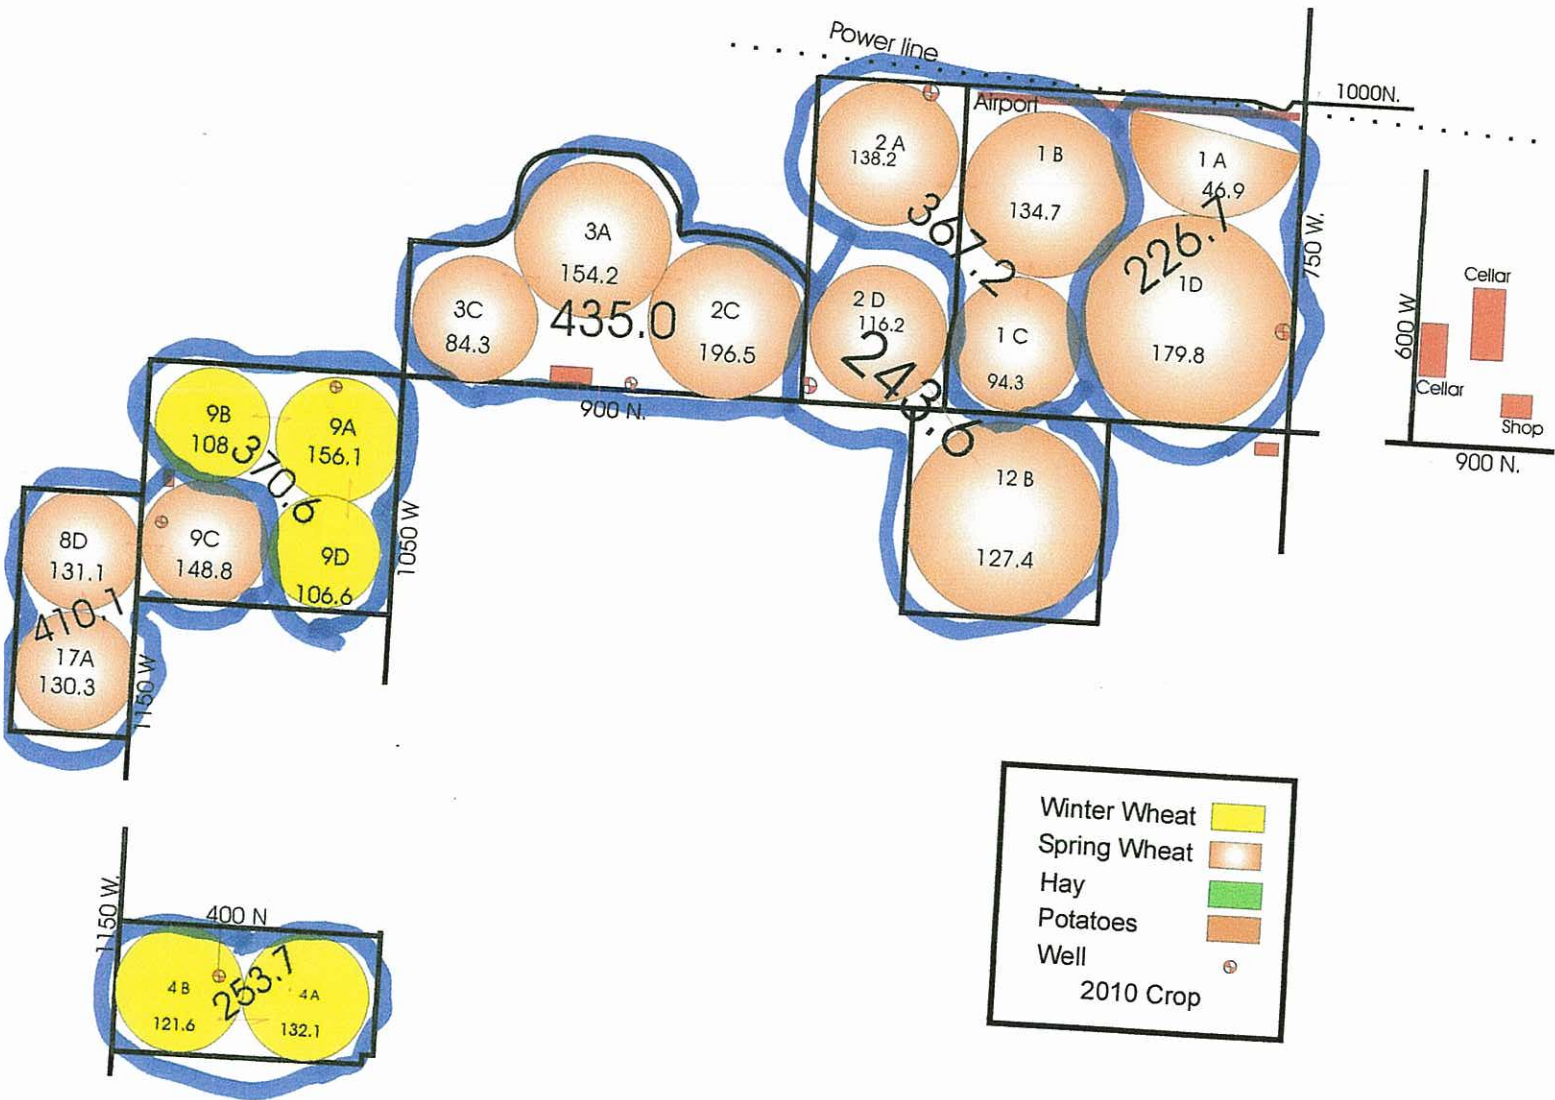 Power line
1000N.
Airport
2 A
138.2
1 B
134.7
1 A
46.9
367.2
226.7
750 W.
3A
154.2
3C
84.3
435.0
2C
196.5
2 D
116.2
243.6
1 C
94.3
1D
179.8
Cellar
600 W
Cellar
Shop
900 N.
900 N.
9B
108
9A
156.1
370.6
12 B
127.4
8D
131.1
9C
148.8
9D
106.6
1050 W
410.1
17A
130.3
1150 W
1150 W.
400 N
4 B
121.6
253.7
4A
132.1
Winter Wheat
Spring Wheat
Hay
Potatoes
Well
2010 Crop